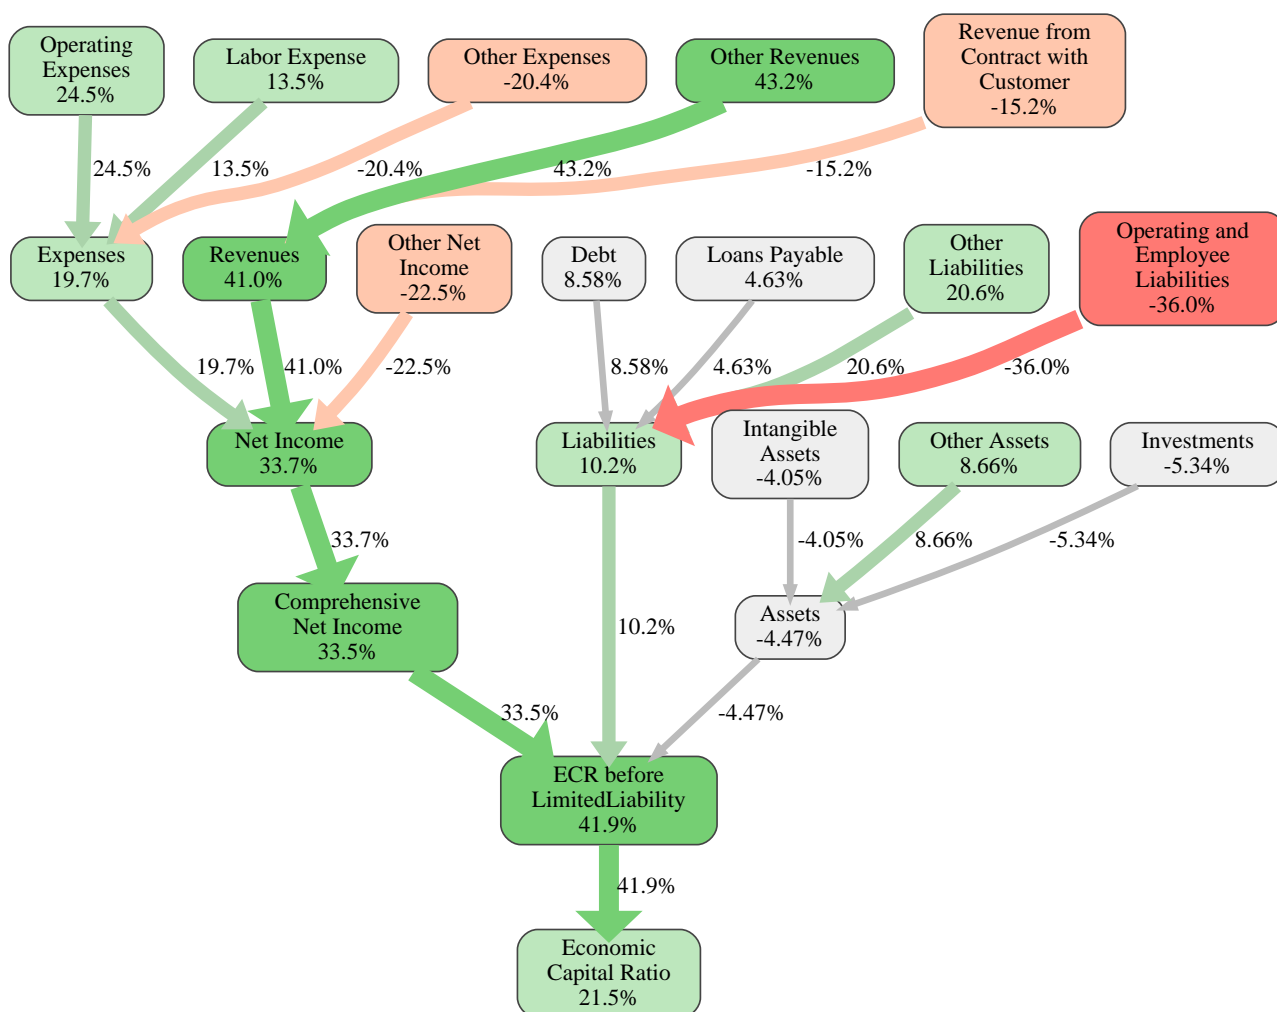 Operating
Expenses
24.5%
Labor Expense
13.5%
Other Expenses
-20.4%
Other Revenues
43.2%
Revenue from
Contract with
Customer
-15.2%
24.5%
13.5%
-20.4%
43.2%
-15.2%
Expenses
19.7%
Revenues
41.0%
Other Net
Income
-22.5%
Debt
8.58%
Loans Payable
4.63%
Other
Liabilities
20.6%
Operating and
Employee
Liabilities
-36.0%
19.7%
41.0%
-22.5%
8.58%
4.63%
20.6%
-36.0%
Net Income
33.7%
Liabilities
10.2%
Intangible
Assets
-4.05%
Other Assets
8.66%
Investments
-5.34%
33.7%
-4.05%
8.66%
-5.34%
Comprehensive
Net Income
33.5%
10.2%
Assets
-4.47%
33.5%
-4.47%
ECR before
LimitedLiability
41.9%
41.9%
Economic
Capital Ratio
21.5%